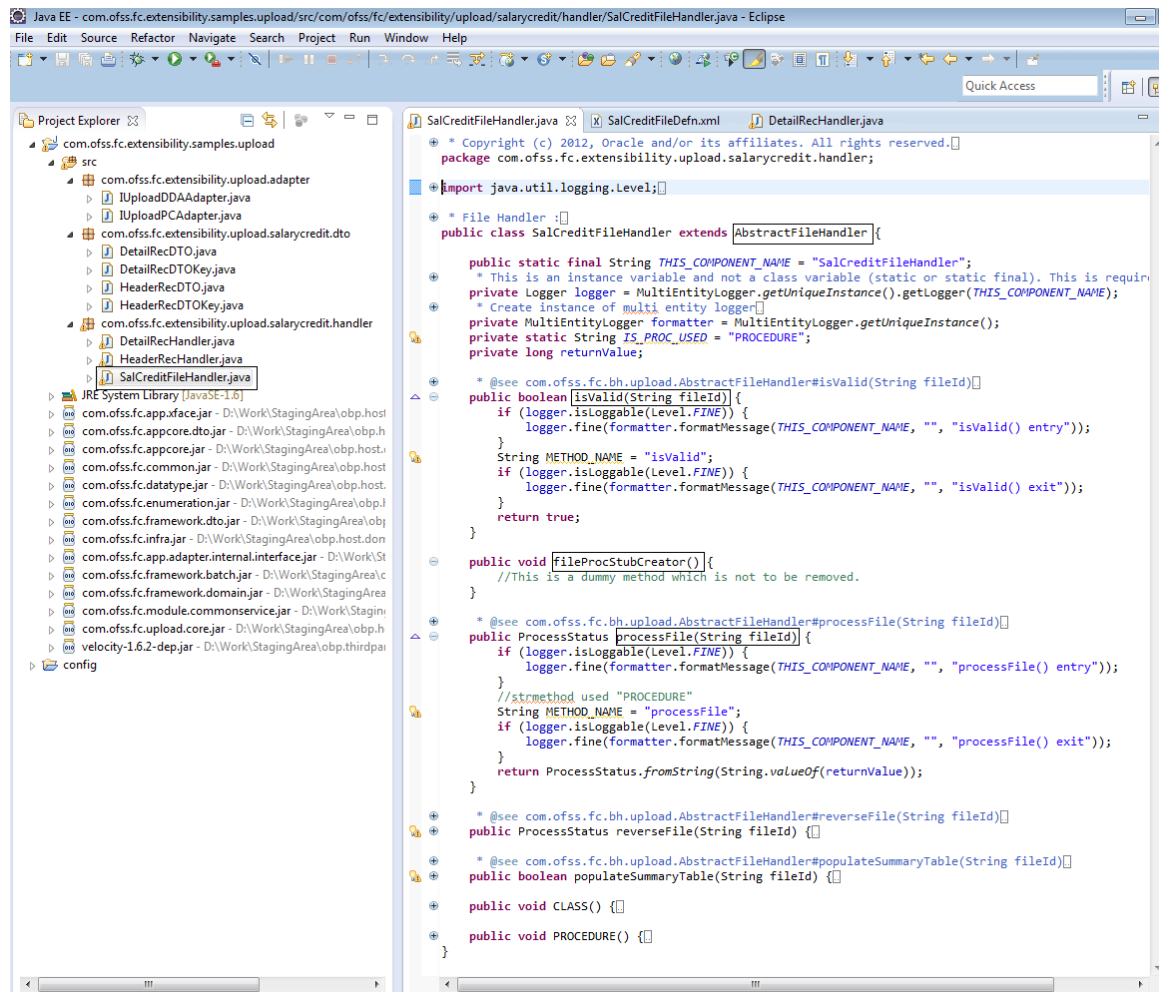 Java EE - com.ofss.fc.extensibility.samples.upload/src/com/ofss/fc/extensibility/upload/salarycredit/handler/SalCreditFileHandler.java - Eclipse
File Edit Source Refactor Navigate Search Project Run Window Help
Quick Access
Project Explorer
com.ofss.fc.extensibility.samples.upload
src
com.ofss.fc.extensibility.upload.adapter
IUploadDDAAdapter.java
IUploadPCAdapter.java
com.ofss.fc.extensibility.upload.salarycredit.dto
DetailRecDTO.java
DetailRecDTOKey.java
HeaderRecDTO.java
HeaderRecDTOKey.java
com.ofss.fc.extensibility.upload.salarycredit.handler
DetailRecHandler.java
HeaderRecHandler.java
SalCreditFileHandler.java
JRE System Library [JavaSE-1.6]
com.ofss.fc.app.xface.jar - D:\Work\StagingArea\obp.host
com.ofss.fc.appcore.dto.jar - D:\Work\StagingArea\obp.h
com.ofss.fc.appcore.jar - D:\Work\StagingArea\obp.host.
com.ofss.fc.common.jar - D:\Work\StagingArea\obp.host
com.ofss.fc.datatype.jar - D:\Work\StagingArea\obp.host.
com.ofss.fc.enumeration.jar - D:\Work\StagingArea\obp.
com.ofss.fc.framework.dto.jar - D:\Work\StagingArea\obp
com.ofss.fc.infra.jar - D:\Work\StagingArea\obp.host.dom
com.ofss.fc.app.adapter.internal.interface.jar - D:\Work\St
com.ofss.fc.framework.batch.jar - D:\Work\StagingArea\
com.ofss.fc.framework.domain.jar - D:\Work\StagingArea
com.ofss.fc.module.commonservice.jar - D:\Work\Staging
com.ofss.fc.upload.core.jar - D:\Work\StagingArea\obp.h
velocity-1.6.2-dep.jar - D:\Work\StagingArea\obp.thirdpar
config
SalCreditFileHandler.java SalCreditFileDefn.xml DetailRecHandler.java
* Copyright (c) 2012, Oracle and/or its affiliates. All rights reserved.
package com.ofss.fc.extensibility.upload.salarycredit.handler;
import java.util.logging.Level;
* File Handler :
public class SalCreditFileHandler extends AbstractFileHandler {
public static final String THIS_COMPONENT_NAME = "SalCreditFileHandler";
* This is an instance variable and not a class variable (static or static final). This is require
private Logger logger = MultiEntityLogger.getUniqueInstance().getLogger(THIS_COMPONENT_NAME);
* Create instance of multi entity logger
private MultiEntityLogger formatter = MultiEntityLogger.getUniqueInstance();
private static String IS_PROC_USED = "PROCEDURE";
private long returnValue;
* @see com.ofss.fc.bh.upload.AbstractFileHandler#isValid(String fileId)
public boolean isValid(String fileId) {
if (logger.isLoggable(Level.FINE)) {
logger.fine(formatter.formatMessage(THIS_COMPONENT_NAME, "", "isValid() entry"));
}
String METHOD_NAME = "isValid";
if (logger.isLoggable(Level.FINE)) {
logger.fine(formatter.formatMessage(THIS_COMPONENT_NAME, "", "isValid() exit"));
}
return true;
}
public void fileProcStubCreator() {
//This is a dummy method which is not to be removed.
}
* @see com.ofss.fc.bh.upload.AbstractFileHandler#processFile(String fileId)
public ProcessStatus processFile(String fileId) {
if (logger.isLoggable(Level.FINE)) {
logger.fine(formatter.formatMessage(THIS_COMPONENT_NAME, "", "processFile() entry"));
}
//strmethod used "PROCEDURE"
String METHOD_NAME = "processFile";
if (logger.isLoggable(Level.FINE)) {
logger.fine(formatter.formatMessage(THIS_COMPONENT_NAME, "", "processFile() exit"));
}
return ProcessStatus.fromString(String.valueOf(returnValue));
}
* @see com.ofss.fc.bh.upload.AbstractFileHandler#reverseFile(String fileId)
public ProcessStatus reverseFile(String fileId) {
* @see com.ofss.fc.bh.upload.AbstractFileHandler#populateSummaryTable(String fileId)
public boolean populateSummaryTable(String fileId) {
public void CLASS() {
public void PROCEDURE() {
}